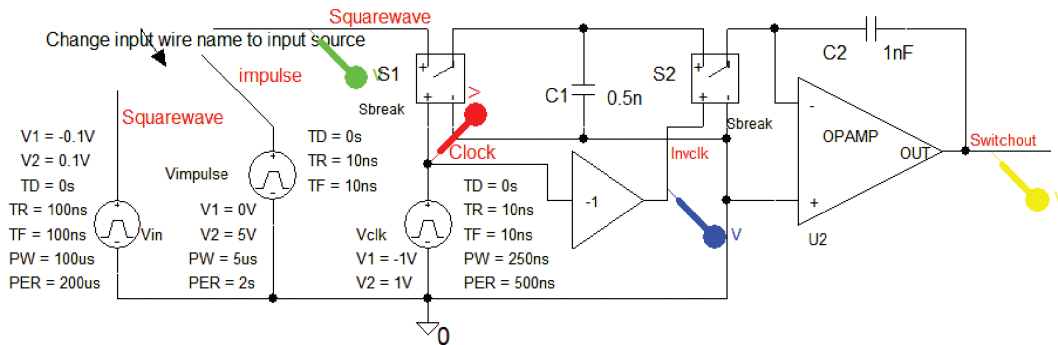 Squarewave
Change input wire name to input source
impulse
Squarewave
V1 = -0.1V
V2 = 0.1V
TD = 0s
TR = 100ns
TF = 100ns
PW = 100us
PER = 200us
Vin
Vimpulse
TD = 0s
TR = 10ns
TF = 10ns
V1 = 0V
V2 = 5V
PW = 5us
PER = 2s
S1
+ -
+ -
Sbreak
V
V
Clock
Vclk
TD = 0s
TR = 10ns
TF = 10ns
PW = 250ns
PER = 500ns
V1 = -1V
V2 = 1V
0
C1
0.5n
-1
S2
+ -
+ -
Sbreak
Invclk
V
C2
1nF
-
OPAMP
OUT
+
U2
Switchout
V